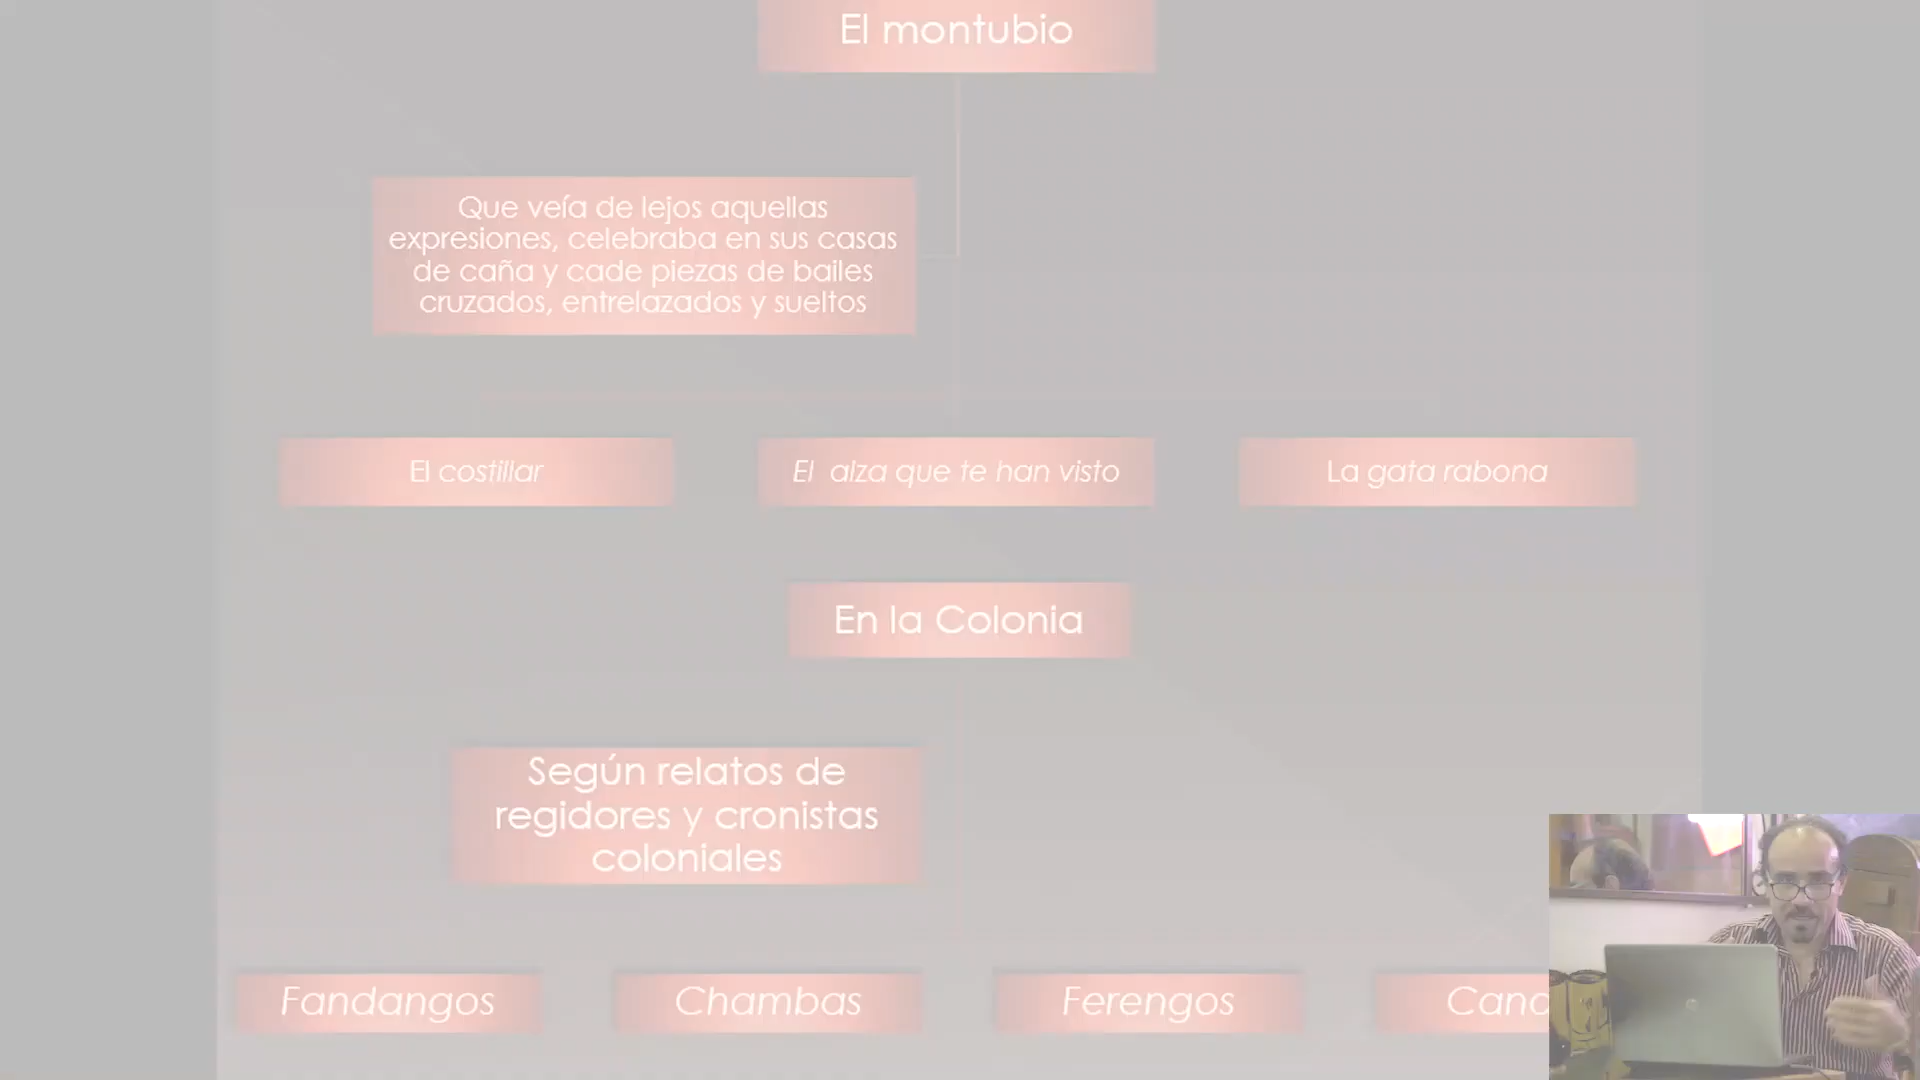 El montubio
Que veía de lejos aquellas
expresiones, celebraba en sus casas
de caña y cade piezas de bailes
cruzados, entrelazados y sueltos
El costillar
El alza que te han visto
La gata rabona
En la Colonia
Según relatos de
regidores y cronistas
coloniales
Fandangos
Chambas
Ferengos